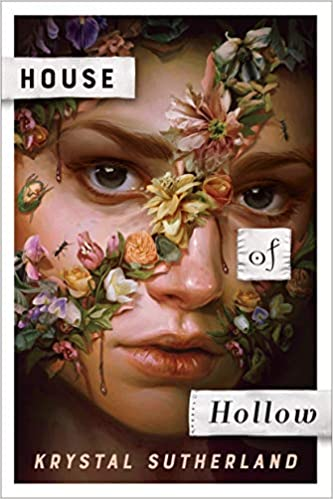 HOUSE
of
Hollow
KRYSTAL SUTHERLAND